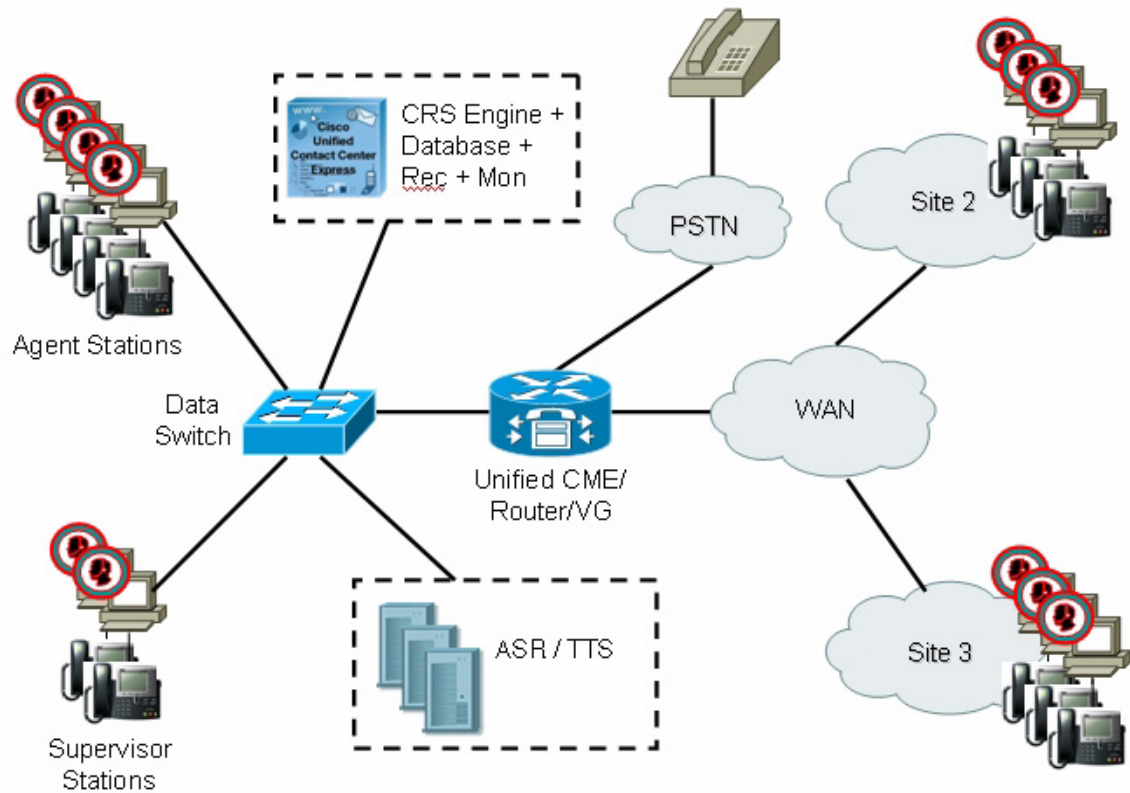 www.
Cisco
Unified
Contact Center
Express
CRS Engine +
Database +
Rec + Mon
PSTN
Site 2
Agent Stations
Data
Switch
Unified CME/
Router/VG
WAN
ASR / TTS
Site 3
Supervisor
Stations